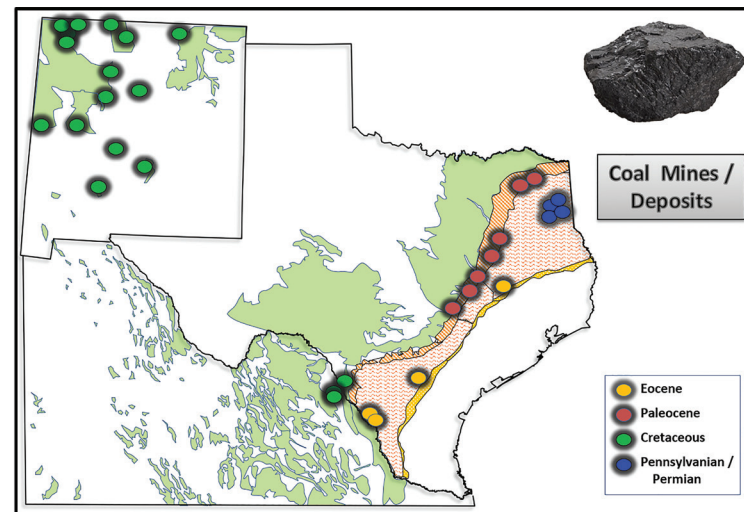 Coal Mines /
Deposits
Eocene
Paleocene
Cretaceous
Pennsylvanian /
Permian